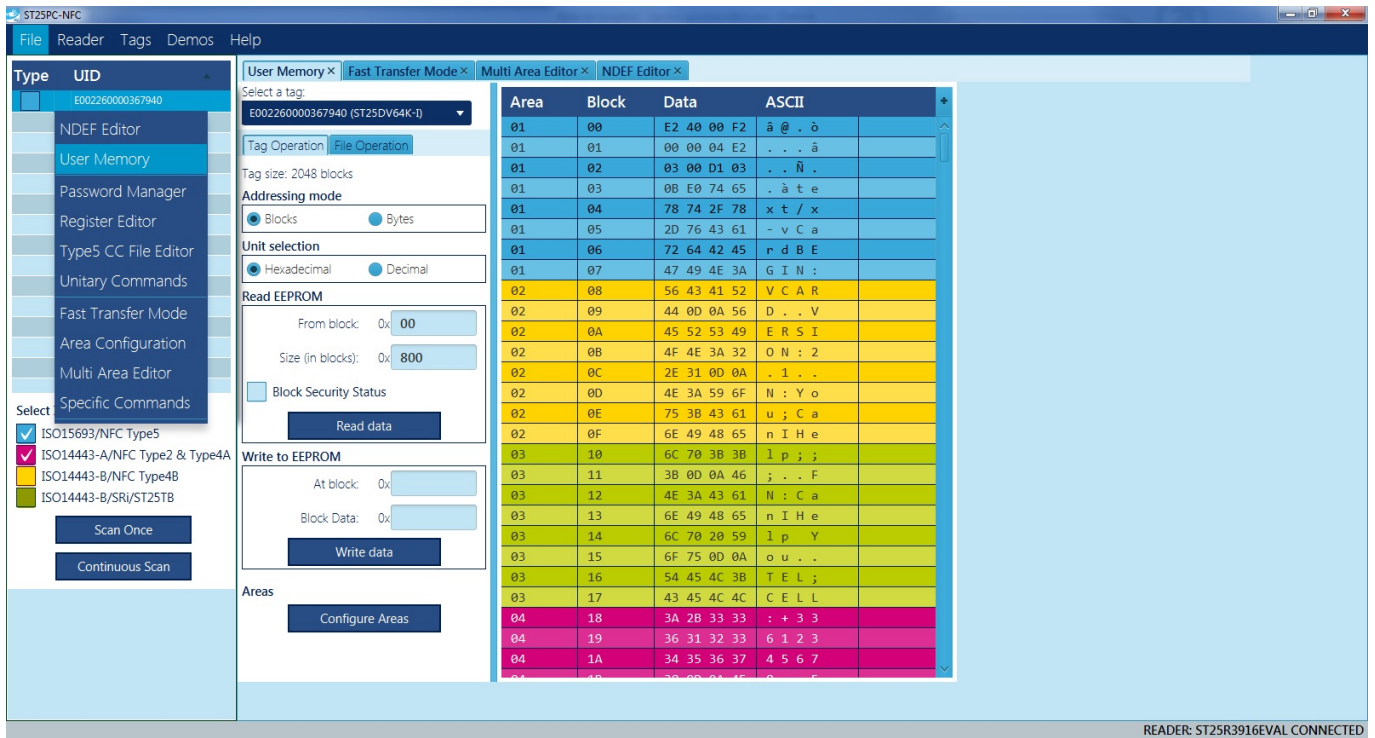 ST25PC-NFC
File Reader Tags Demos Help
Type UID
E002260000367940
NDEF Editor
User Memory
Password Manager
Register Editor
Type5 CC File Editor
Unitary Commands
Fast Transfer Mode
Area Configuration
Multi Area Editor
Specific Commands
Select
ISO15693/NFC Type5
ISO14443-A/NFC Type2 & Type4A
ISO14443-B/NFC Type4B
ISO14443-B/SRi/ST25TB
Scan Once
Continuous Scan
User Memory × Fast Transfer Mode × Multi Area Editor × NDEF Editor ×
Select a tag:
E002260000367940 (ST25DV64K-I)
Tag Operation File Operation
Tag size: 2048 blocks
Addressing mode
Blocks Bytes
Unit selection
Hexadecimal Decimal
Read EEPROM
From block: 0x 00
Size (in blocks): 0x 800
Block Security Status
Read data
Write to EEPROM
At block: 0x
Block Data: 0x
Write data
Areas
Configure Areas
Area Block Data ASCII +
01 00 E2 40 00 F2 â @ . ò
01 01 00 00 04 E2 . . . â
01 02 03 00 D1 03 . . Ñ .
01 03 0B E0 74 65 . à t e
01 04 78 74 2F 78 x t / x
01 05 2D 76 43 61 - v C a
01 06 72 64 42 45 r d B E
01 07 47 49 4E 3A G I N :
02 08 56 43 41 52 V C A R
02 09 44 0D 0A 56 D . . V
02 0A 45 52 53 49 E R S I
02 0B 4F 4E 3A 32 O N : 2
02 0C 2E 31 0D 0A . 1 . .
02 0D 4E 3A 59 6F N : Y o
02 0E 75 3B 43 61 u ; C a
02 0F 6E 49 48 65 n I H e
03 10 6C 70 3B 3B l p ; ;
03 11 3B 0D 0A 46 ; . . F
03 12 4E 3A 43 61 N : C a
03 13 6E 49 48 65 n I H e
03 14 6C 70 20 59 l p Y
03 15 6F 75 0D 0A o u . .
03 16 54 45 4C 3B T E L ;
03 17 43 45 4C 4C C E L L
04 18 3A 2B 33 33 : + 3 3
04 19 36 31 32 33 6 1 2 3
04 1A 34 35 36 37 4 5 6 7
READER: ST25R3916EVAL CONNECTED